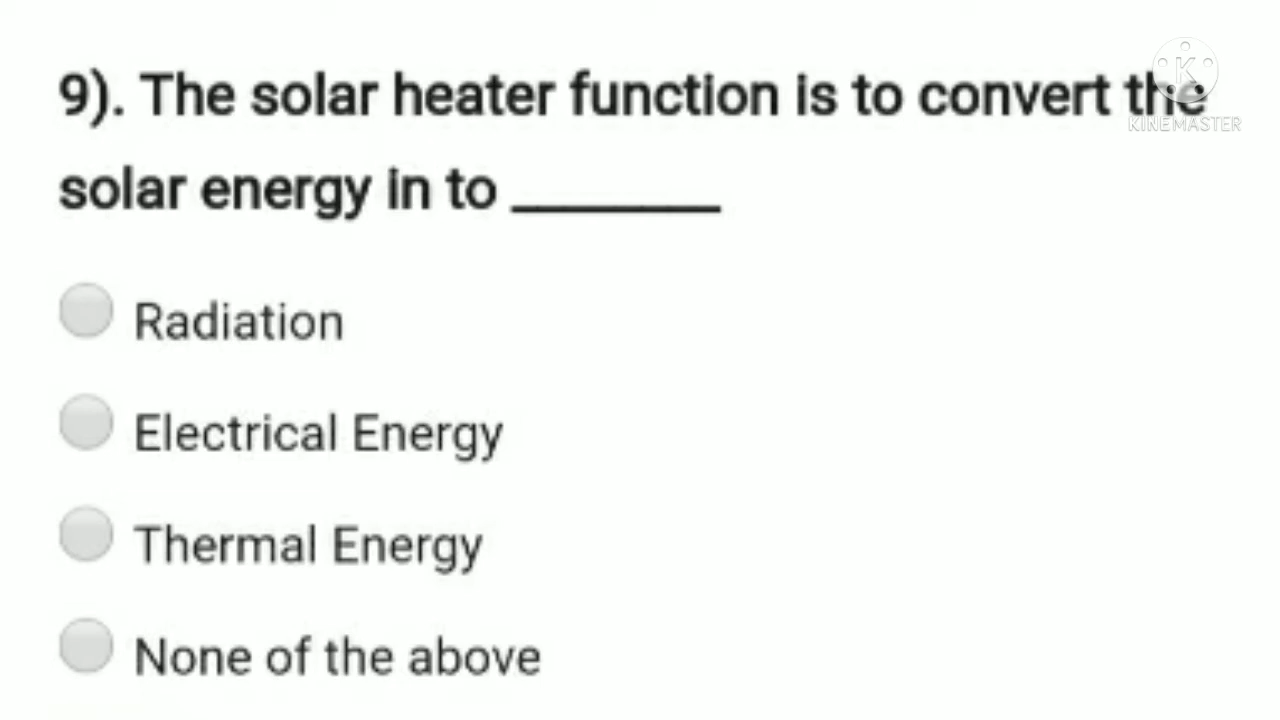 9). The solar heater function is to convert the
solar energy in to ________
Radiation
Electrical Energy
Thermal Energy
None of the above
K
KINEMASTER